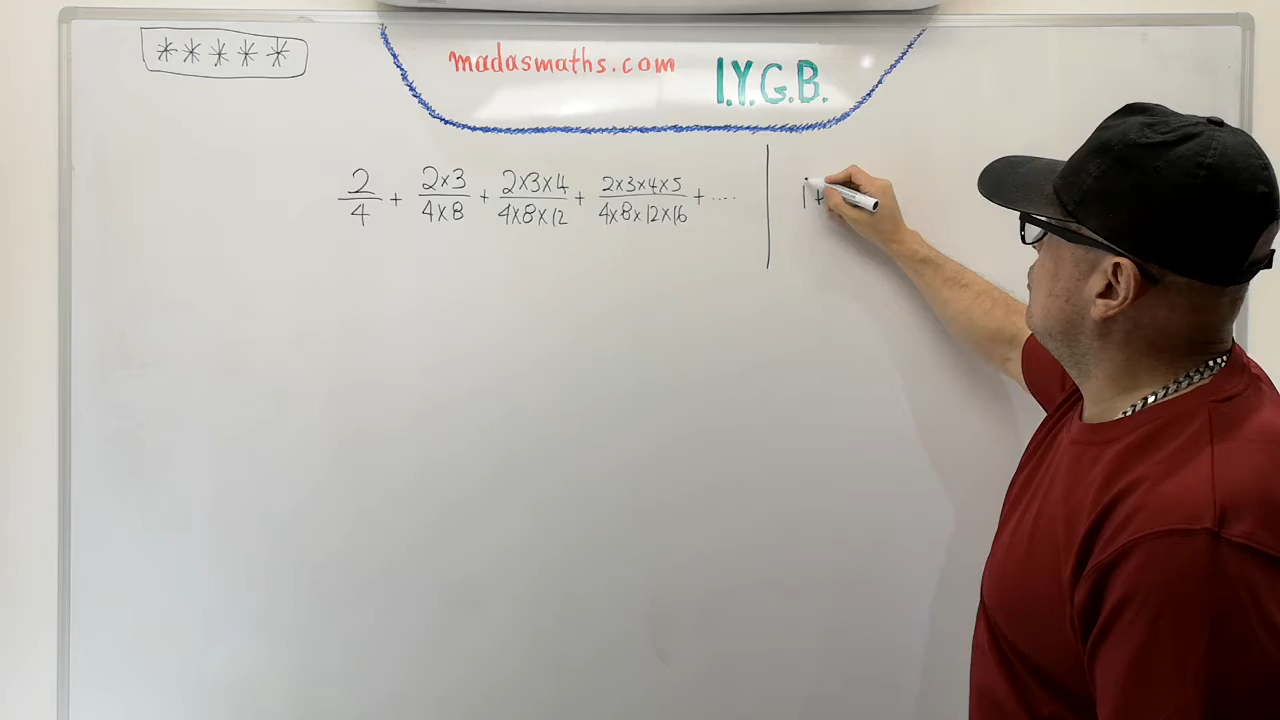 *****
madasmaths.com
I.Y.G.B.
2/4 + 2×3/4×8 + 2×3×4/4×8×12 + 2×3×4×5/4×8×12×16 + ....
1+